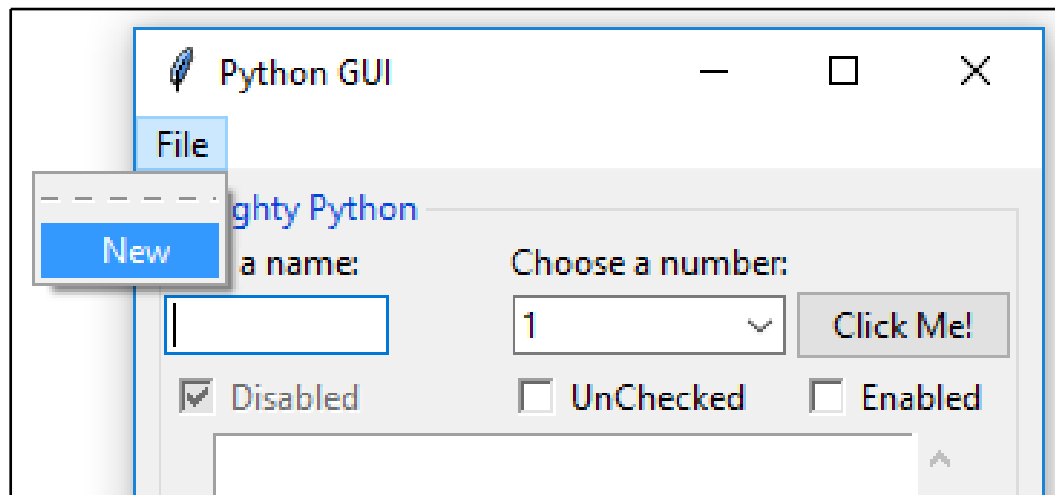 Python GUI
File
ghty Python
New
a name:
Choose a number:
1
Click Me!
Disabled
UnChecked
Enabled